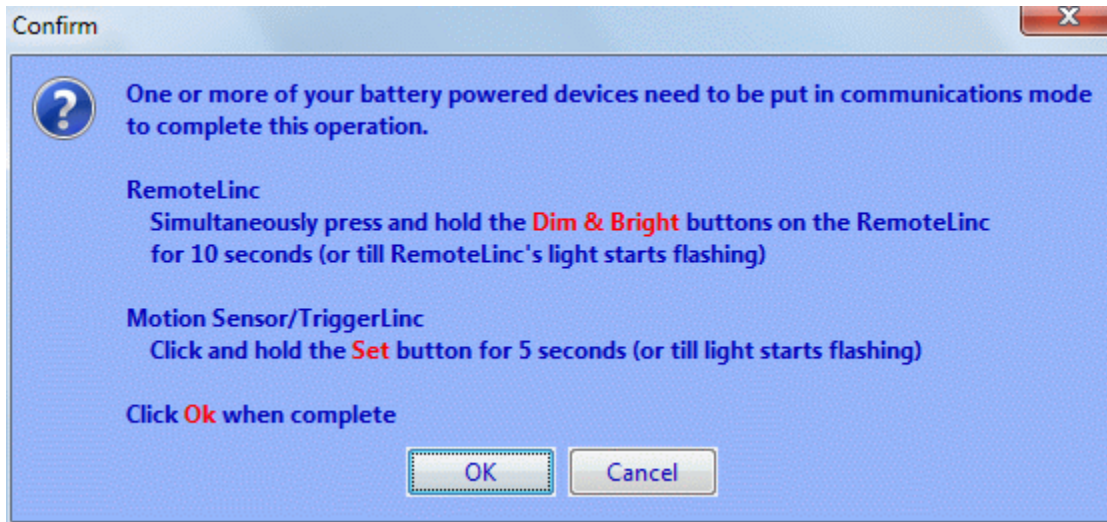 Confirm
X
?
One or more of your battery powered devices need to be put in communications mode
to complete this operation.
RemoteLinc
Simultaneously press and hold the Dim & Bright buttons on the RemoteLinc
for 10 seconds (or till RemoteLinc's light starts flashing)
Motion Sensor/TriggerLinc
Click and hold the Set button for 5 seconds (or till light starts flashing)
Click Ok when complete
OK Cancel